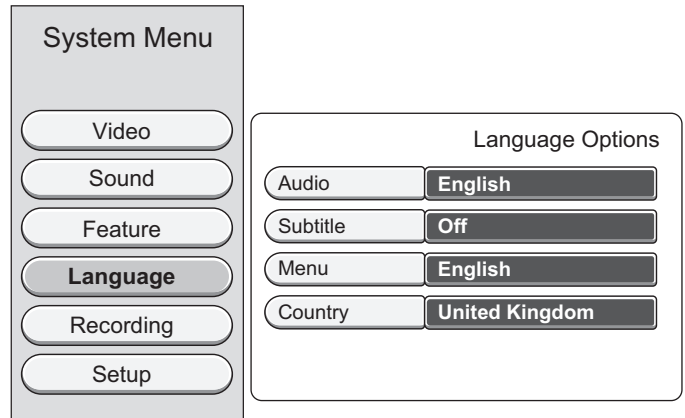 System Menu
Video
Sound
Feature
Language
Recording
Setup
Language Options
Audio English
Subtitle Off
Menu English
Country United Kingdom